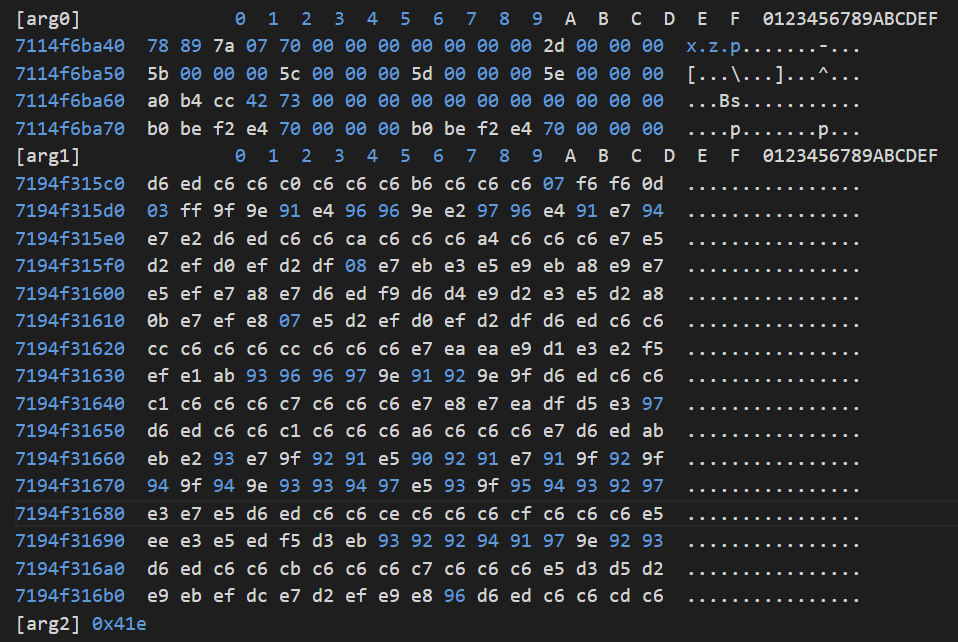 [arg0] 0 1 2 3 4 5 6 7 8 9 A B C D E F 0123456789ABCDEF
7114f6ba40 78 89 7a 07 70 00 00 00 00 00 00 00 2d 00 00 00 x.z.p.......-...
7114f6ba50 5b 00 00 00 5c 00 00 00 5d 00 00 00 5e 00 00 00 [...\...]...^...
7114f6ba60 a0 b4 cc 42 73 00 00 00 00 00 00 00 00 00 00 00 ...Bs...........
7114f6ba70 b0 be f2 e4 70 00 00 00 b0 be f2 e4 70 00 00 00 ....p.......p...
[arg1] 0 1 2 3 4 5 6 7 8 9 A B C D E F 0123456789ABCDEF
7194f315c0 d6 ed c6 c6 c0 c6 c6 c6 b6 c6 c6 c6 07 f6 f6 0d ................
7194f315d0 03 ff 9f 9e 91 e4 96 96 9e e2 97 96 e4 91 e7 94 ................
7194f315e0 e7 e2 d6 ed c6 c6 ca c6 c6 c6 a4 c6 c6 c6 e7 e5 ................
7194f315f0 d2 ef d0 ef d2 df 08 e7 eb e3 e5 e9 eb a8 e9 e7 ................
7194f31600 e5 ef e7 a8 e7 d6 ed f9 d6 d4 e9 d2 e3 e5 d2 a8 ................
7194f31610 0b e7 ef e8 07 e5 d2 ef d0 ef d2 df d6 ed c6 c6 ................
7194f31620 cc c6 c6 c6 cc c6 c6 c6 e7 ea ea e9 d1 e3 e2 f5 ................
7194f31630 ef e1 ab 93 96 96 97 9e 91 92 9e 9f d6 ed c6 c6 ................
7194f31640 c1 c6 c6 c6 c7 c6 c6 c6 e7 e8 e7 ea df d5 e3 97 ................
7194f31650 d6 ed c6 c6 c1 c6 c6 c6 a6 c6 c6 c6 e7 d6 ed ab ................
7194f31660 eb e2 93 e7 9f 92 91 e5 90 92 91 e7 91 9f 92 9f ................
7194f31670 94 9f 94 9e 93 93 94 97 e5 93 9f 95 94 93 92 97 ................
7194f31680 e3 e7 e5 d6 ed c6 c6 ce c6 c6 c6 cf c6 c6 c6 e5 ................
7194f31690 ee e3 e5 ed f5 d3 eb 93 92 92 94 91 97 9e 92 93 ................
7194f316a0 d6 ed c6 c6 cb c6 c6 c6 c7 c6 c6 c6 e5 d3 d5 d2 ................
7194f316b0 e9 eb ef dc e7 d2 ef e9 e8 96 d6 ed c6 c6 cd c6 ................
[arg2] 0x41e